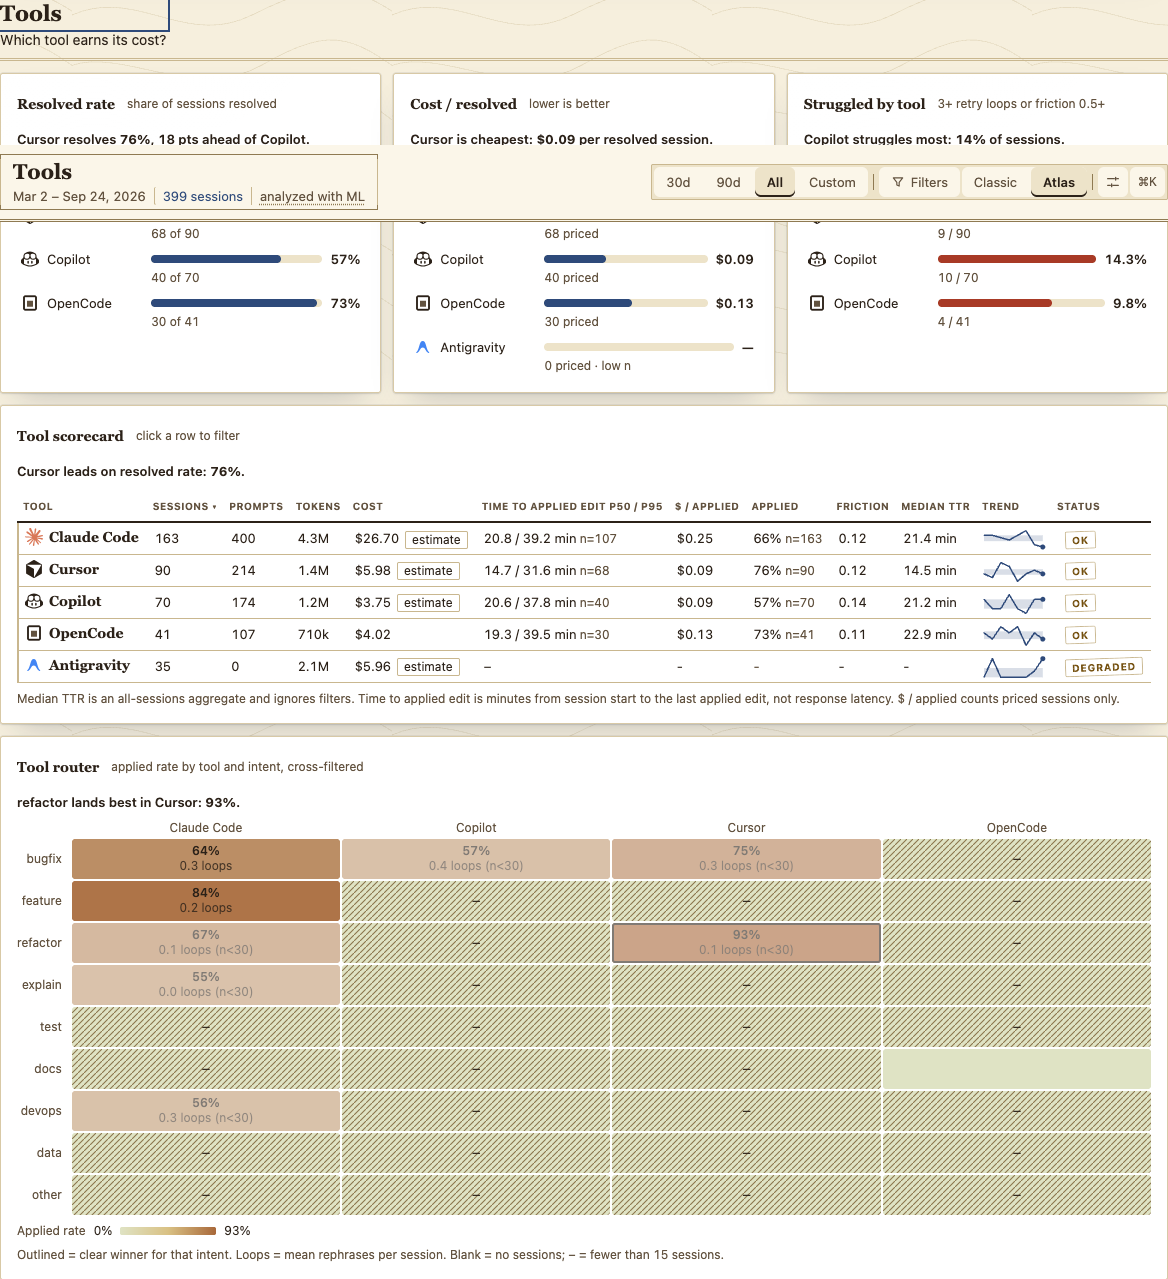 Tools
Which tool earns its cost?
Resolved rate share of sessions resolved
Cursor resolves 76%, 18 pts ahead of Copilot.
Cost / resolved lower is better
Cursor is cheapest: $0.09 per resolved session.
Struggled by tool 3+ retry loops or friction 0.5+
Copilot struggles most: 14% of sessions.
Tools
Mar 2 – Sep 24, 2026 399 sessions analyzed with ML
30d 90d All Custom Filters Classic Atlas ⌘K
68 of 90
Copilot 57%
40 of 70
OpenCode 73%
30 of 41
68 priced
Copilot $0.09
40 priced
OpenCode $0.13
30 priced
Antigravity –
0 priced · low n
9 / 90
Copilot 14.3%
10 / 70
OpenCode 9.8%
4 / 41
Tool scorecard click a row to filter
Cursor leads on resolved rate: 76%.
TOOL SESSIONS ▾ PROMPTS TOKENS COST TIME TO APPLIED EDIT P50 / P95 $ / APPLIED APPLIED FRICTION MEDIAN TTR TREND STATUS
Claude Code 163 400 4.3M $26.70 estimate 20.8 / 39.2 min n=107 $0.25 66% n=163 0.12 21.4 min OK
Cursor 90 214 1.4M $5.98 estimate 14.7 / 31.6 min n=68 $0.09 76% n=90 0.12 14.5 min OK
Copilot 70 174 1.2M $3.75 estimate 20.6 / 37.8 min n=40 $0.09 57% n=70 0.14 21.2 min OK
OpenCode 41 107 710k $4.02 19.3 / 39.5 min n=30 $0.13 73% n=41 0.11 22.9 min OK
Antigravity 35 0 2.1M $5.96 estimate – - - - - DEGRADED
Median TTR is an all-sessions aggregate and ignores filters. Time to applied edit is minutes from session start to the last applied edit, not response latency. $ / applied counts priced sessions only.
Tool router applied rate by tool and intent, cross-filtered
refactor lands best in Cursor: 93%.
Claude Code Copilot Cursor OpenCode
bugfix 64% 57% 75% –
0.3 loops 0.4 loops (n<30) 0.3 loops (n<30)
feature 84% – – –
0.2 loops
refactor 67% – 93% –
0.1 loops (n<30) 0.1 loops (n<30)
explain 55% – – –
0.0 loops (n<30)
test – – – –
docs – – –
devops 56% – – –
0.3 loops (n<30)
data – – – –
other – – – –
Applied rate 0% 93%
Outlined = clear winner for that intent. Loops = mean rephrases per session. Blank = no sessions; – = fewer than 15 sessions.